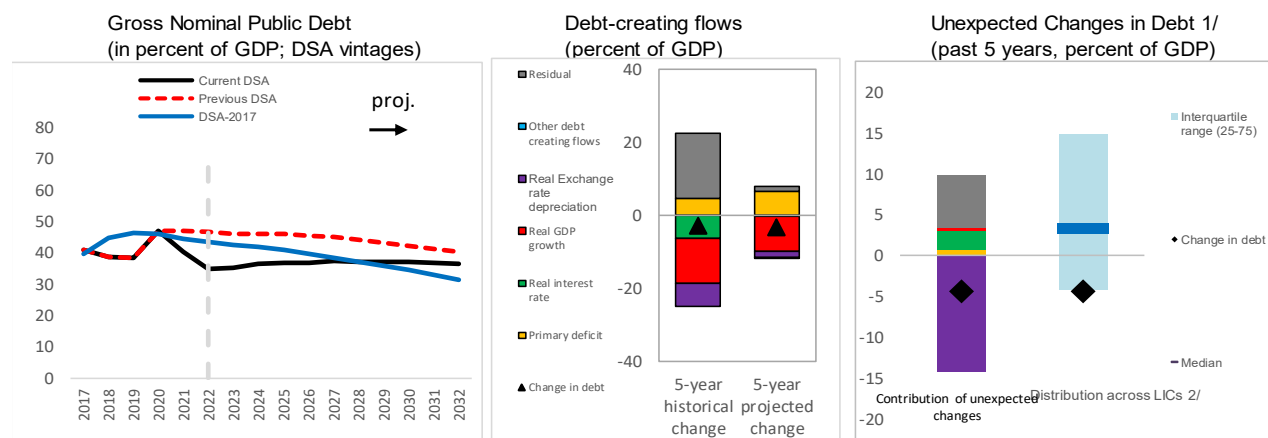 Gross Nominal Public Debt
(in percent of GDP; DSA vintages)
Current DSA
Previous DSA
DSA-2017
proj.
80
70
60
50
40
30
20
10
0
2017
2018
2019
2020
2021
2022
2023
2024
2025
2026
2027
2028
2029
2030
2031
2032
Debt-creating flows
(percent of GDP)
Residual
Other debt
creating flows
Real Exchange
rate
depreciation
Real GDP
growth
Real interest
rate
Primary deficit
Change in debt
40
20
0
-20
-40
5-year
historical
change
5-year
projected
change
Unexpected Changes in Debt 1/
(past 5 years, percent of GDP)
20
15
10
5
0
-5
-10
-15
-20
Contribution of unexpected
changes
Distribution across LICs 2/
Interquartile
range (25-75)
Change in debt
Median